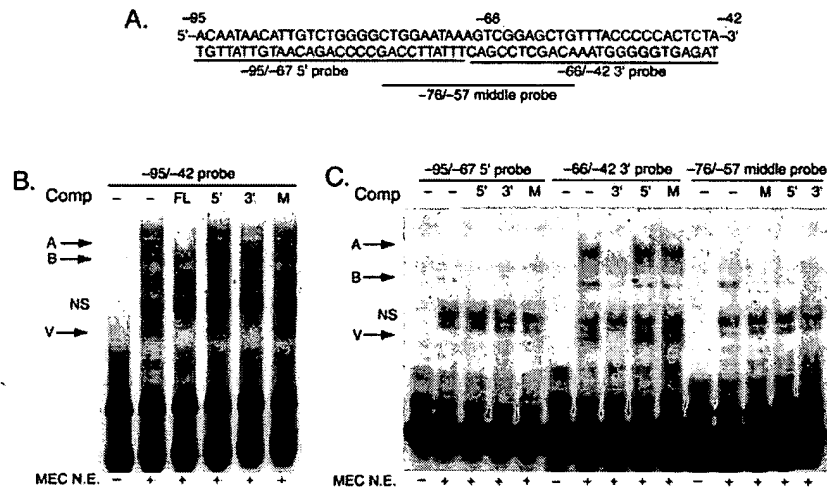 A.
–95 –66 –42
5'–ACAATAACATTGTCTGGGGCTGGAATAAAGTCGGAGCTGTTTACCCCCACTCTA–3'
TGTTATTGTAACAGACCCCGACCTTATTTCAGCCTCGACAAATGGGGGTGAGAT
–95/–67 5' probe –66/–42 3' probe
–76/–57 middle probe
B.
–95/–42 probe
Comp – – FL 5' 3' M
A
B
NS
V
MEC N.E. – + + + + +
C.
–95/–67 5' probe –66/–42 3' probe –76/–57 middle probe
Comp – – 5' 3' M – – 3' 5' M – – M 5' 3'
A
B
NS
V
MEC N.E. – + + + + – + + + + – + + + +